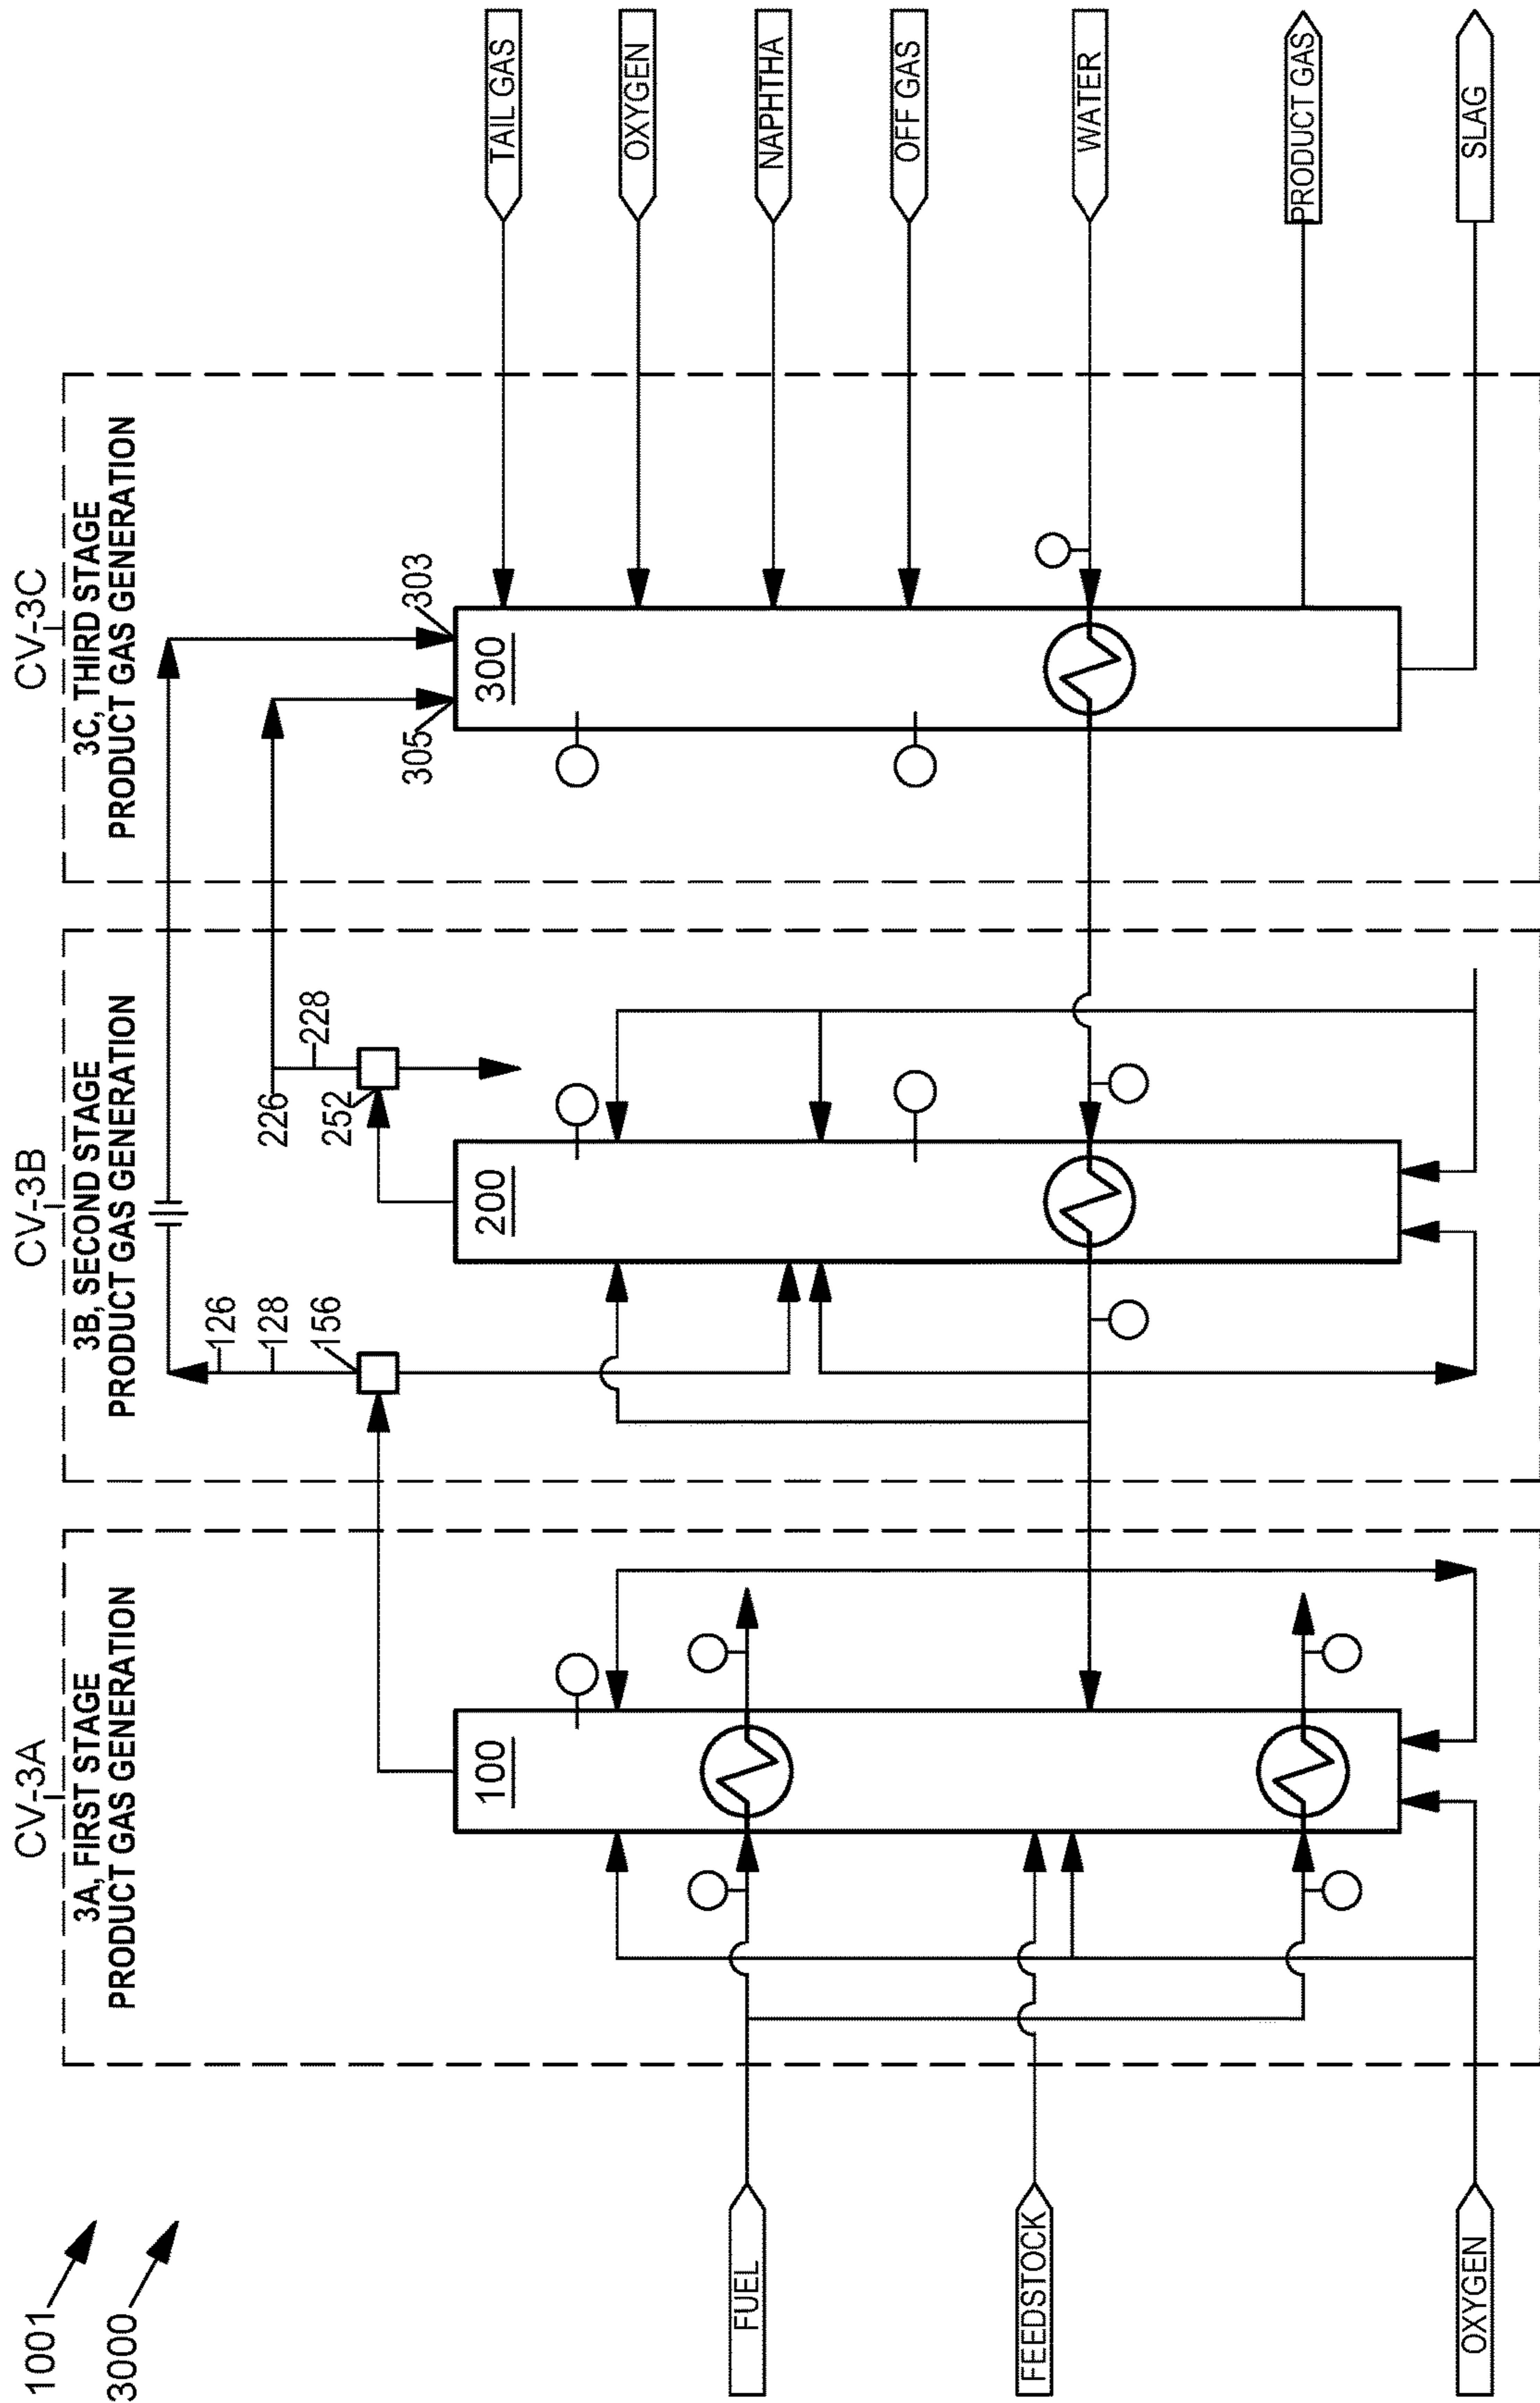 1001
3000
CV-3A
3A, FIRST STAGE
PRODUCT GAS GENERATION
CV-3B
3B, SECOND STAGE
PRODUCT GAS GENERATION
CV-3C
3C, THIRD STAGE
PRODUCT GAS GENERATION
126
128
156
226
228
252
305
303
100
200
300
FUEL
FEEDSTOCK
OXYGEN
TAIL GAS
OXYGEN
NAPHTHA
OFF GAS
WATER
PRODUCT GAS
SLAG